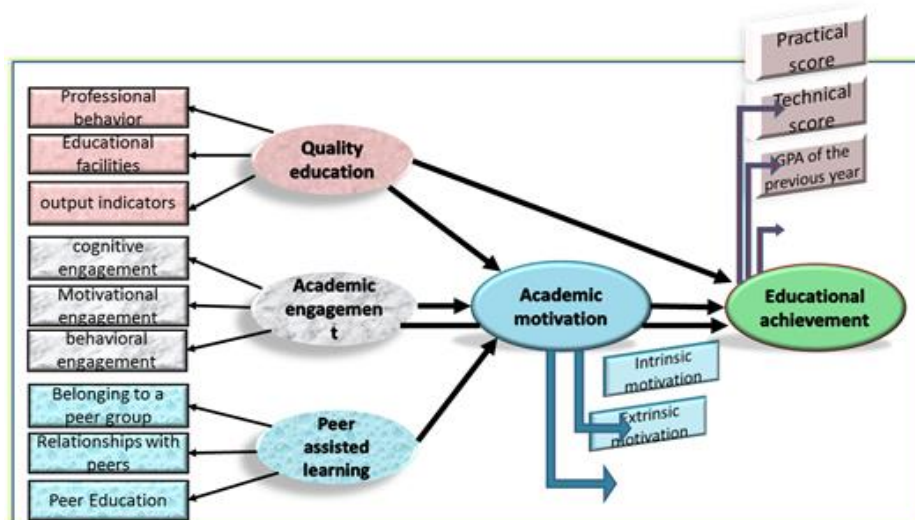 Practical
score
Technical
score
GPA of the
previous year
Professional
behavior
Educational
facilities
output indicators
Quality
education
cognitive
engagement
Motivational
engagement
behavioral
engagement
Academic
engagemen
t
Academic
motivation
Educational
achievement
Intrinsic
motivation
Extrinsic
motivation
Belonging to a
peer group
Relationships with
peers
Peer Education
Peer
assisted
learning